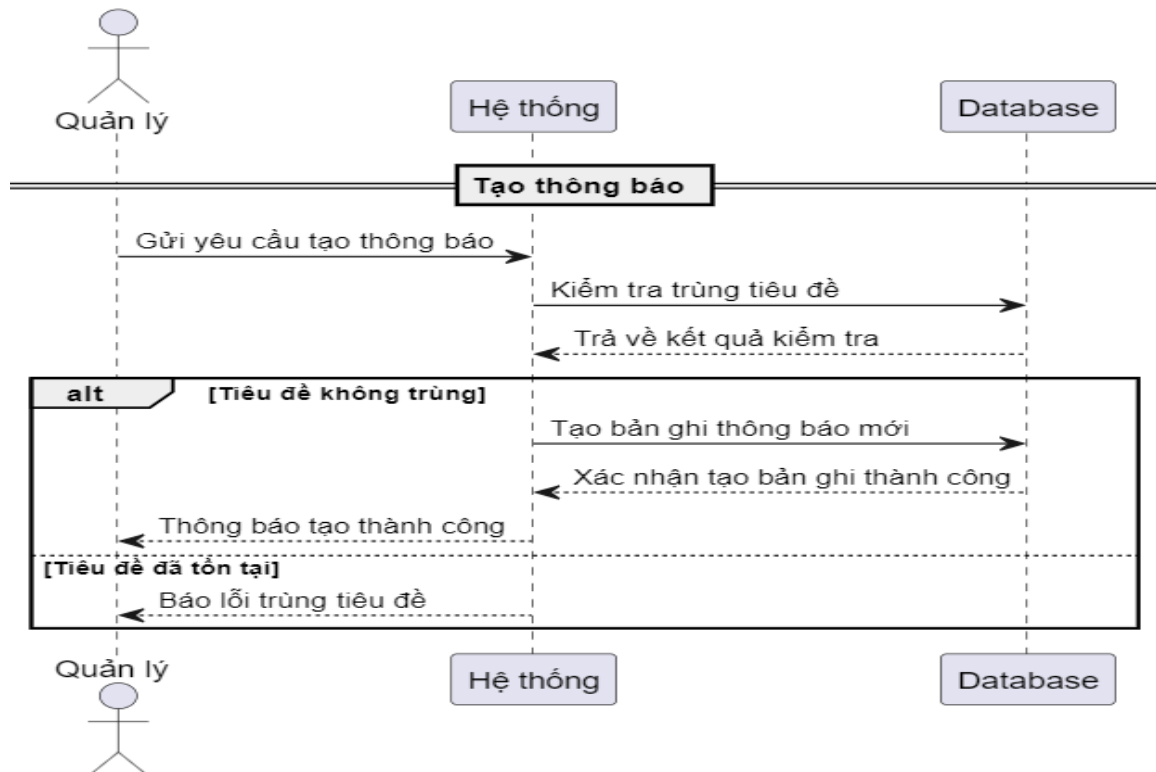 Quản lý
Hệ thống
Database
Tạo thông báo
Gửi yêu cầu tạo thông báo
Kiểm tra trùng tiêu đề
Trả về kết quả kiểm tra
alt
[Tiêu đề không trùng]
Tạo bản ghi thông báo mới
Xác nhận tạo bản ghi thành công
Thông báo tạo thành công
[Tiêu đề đã tồn tại]
Báo lỗi trùng tiêu đề
Quản lý
Hệ thống
Database